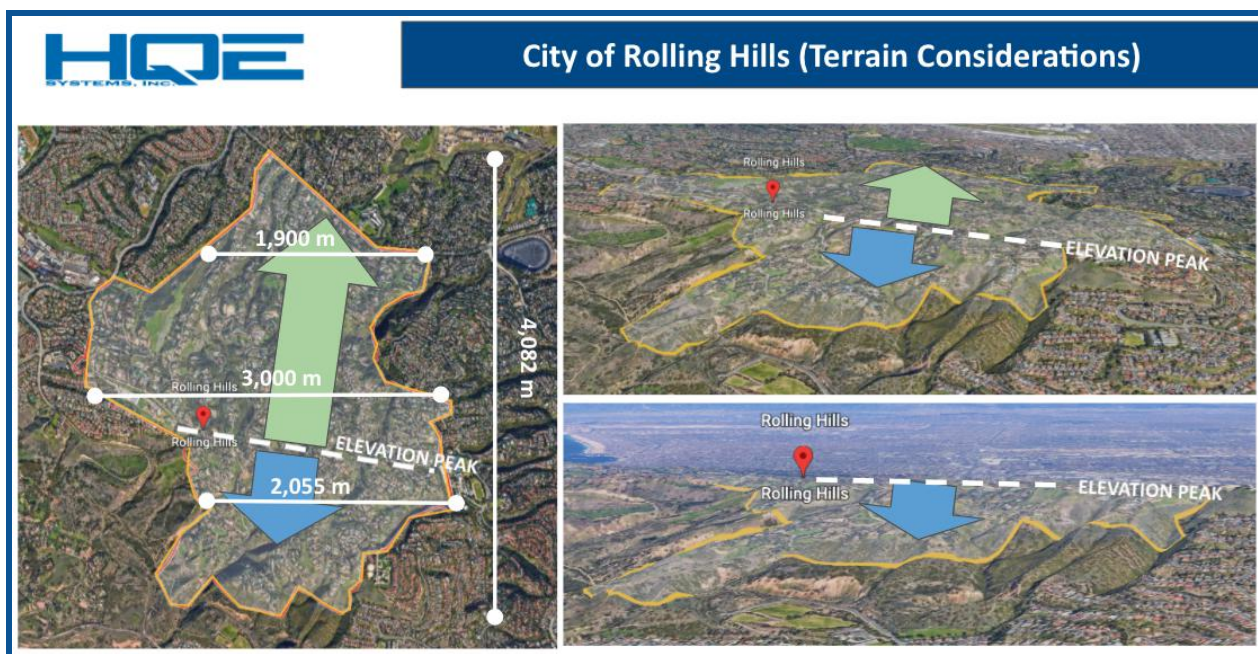 HQE
SYSTEMS, INC.
City of Rolling Hills (Terrain Considerations)
1,900 m
4,082 m
Rolling Hills
3,000 m
Rolling Hills
ELEVATION PEAK
2,055 m
Rolling Hills
Rolling Hills
ELEVATION PEAK
Rolling Hills
Rolling Hills
ELEVATION PEAK